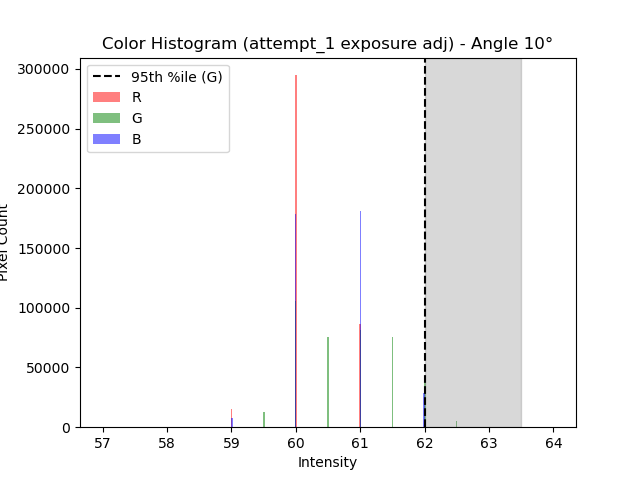 Color Histogram (attempt_1 exposure adj) - Angle 10°
300000
250000
200000
150000
100000
50000
0
Pixel Count
95th %ile (G)
R
G
B
57 58 59 60 61 62 63 64
Intensity